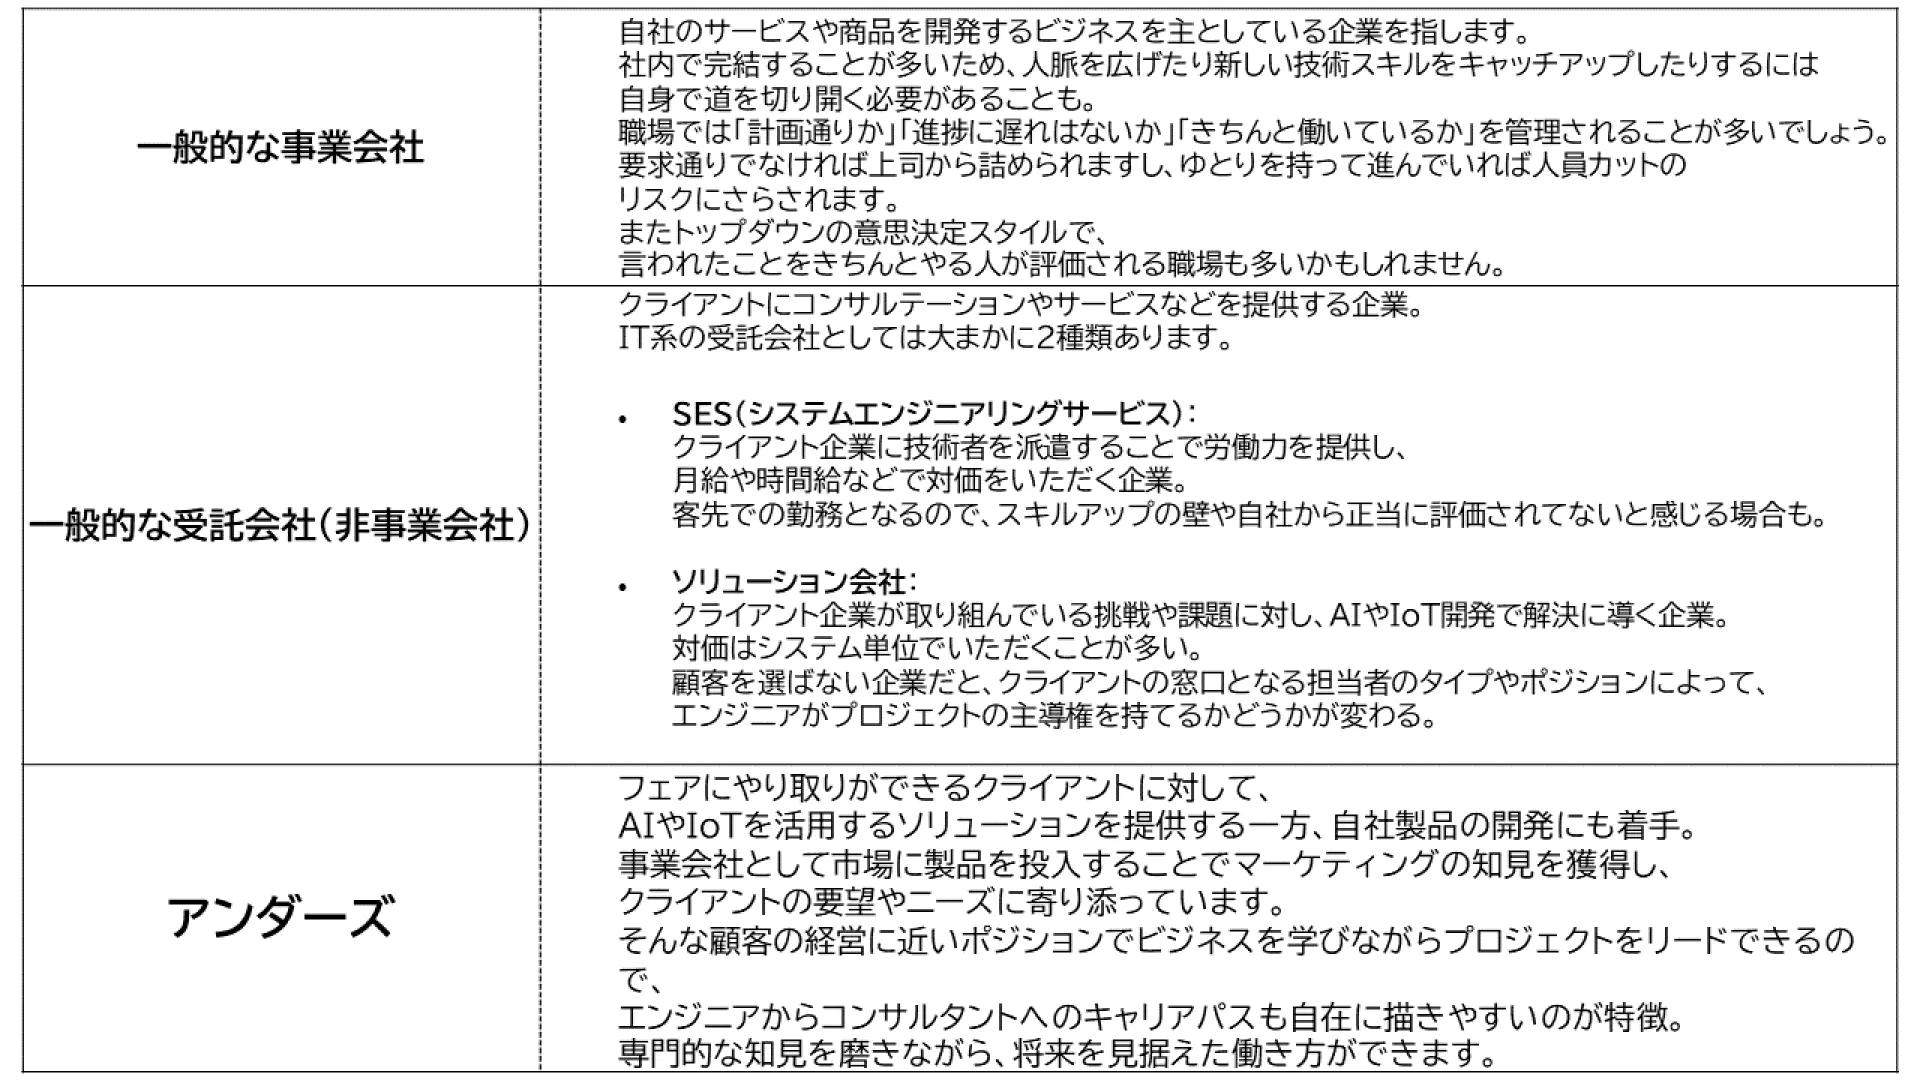 一般的な事業会社
自社のサービスや商品を開発するビジネスを主としている企業を指します。
社内で完結することが多いため、人脈を広げたり新しい技術スキルをキャッチアップしたりするには
自身で道を切り開く必要があることも。
職場では「計画通りか」「進捗に遅れはないか」「きちんと働いているか」を管理されることが多いでしょう。
要求通りでなければ上司から詰められますし、ゆとりを持って進んでいれば人員カットの
リスクにさらされます。
またトップダウンの意思決定スタイルで、
言われたことをきちんとやる人が評価される職場も多いかもしれません。
一般的な受託会社(非事業会社)
クライアントにコンサルテーションやサービスなどを提供する企業。
IT系の受託会社としては大まかに2種類あります。
• SES(システムエンジニアリングサービス):
クライアント企業に技術者を派遣することで労働力を提供し、
月給や時間給などで対価をいただく企業。
客先での勤務となるので、スキルアップの壁や自社から正当に評価されてないと感じる場合も。
• ソリューション会社:
クライアント企業が取り組んでいる挑戦や課題に対し、AIやIoT開発で解決に導く企業。
対価はシステム単位でいただくことが多い。
顧客を選ばない企業だと、クライアントの窓口となる担当者のタイプやポジションによって、
エンジニアがプロジェクトの主導権を持てるかどうかが変わる。
アンダーズ
フェアにやり取りができるクライアントに対して、
AIやIoTを活用するソリューションを提供する一方、自社製品の開発にも着手。
事業会社として市場に製品を投入することでマーケティングの知見を獲得し、
クライアントの要望やニーズに寄り添っています。
そんな顧客の経営に近いポジションでビジネスを学びながらプロジェクトをリードできるの
で、
エンジニアからコンサルタントへのキャリアパスも自在に描きやすいのが特徴。
専門的な知見を磨きながら、将来を見据えた働き方ができます。